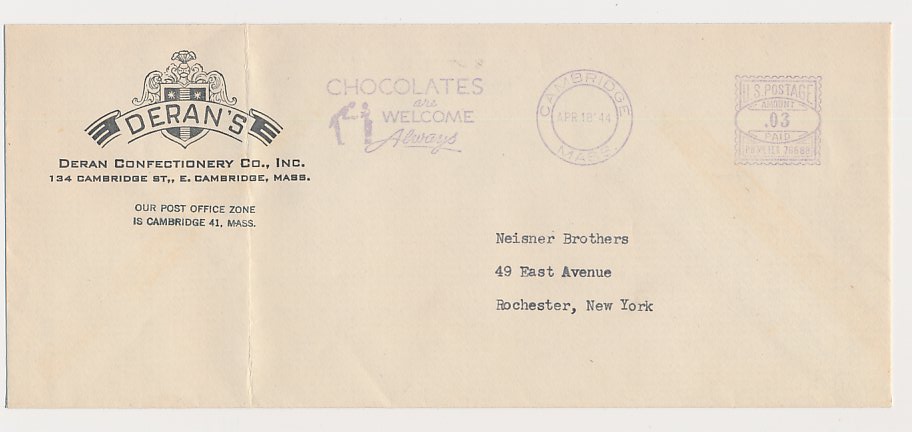 DERAN'S
DERAN CONFECTIONERY CO., INC.
134 CAMBRIDGE ST., E. CAMBRIDGE, MASS.
OUR POST OFFICE ZONE
IS CAMBRIDGE 41, MASS.
CHOCOLATES
are
WELCOME
Always
CAMBRIDGE
APR 18 '44
MASS.
U.S. POSTAGE
AMOUNT
.03
PAID
Neisner Brothers
49 East Avenue
Rochester, New York